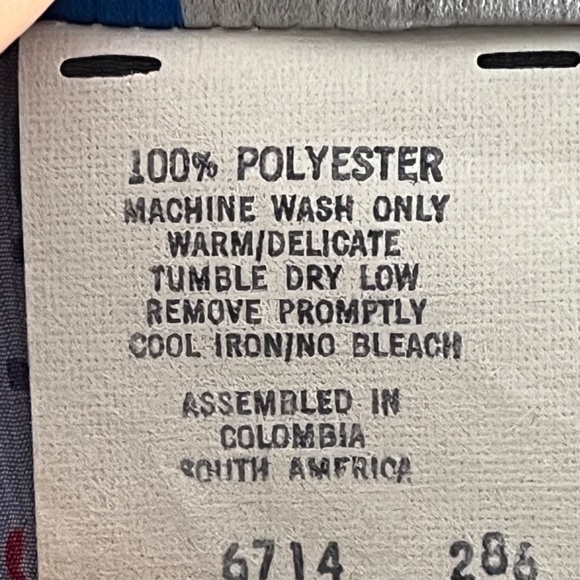 100% POLYESTER
MACHINE WASH ONLY
WARM/DELICATE
TUMBLE DRY LOW
REMOVE PROMPTLY
COOL IRON/NO BLEACH
ASSEMBLED IN
COLOMBIA
SOUTH AMERICA
6714 286